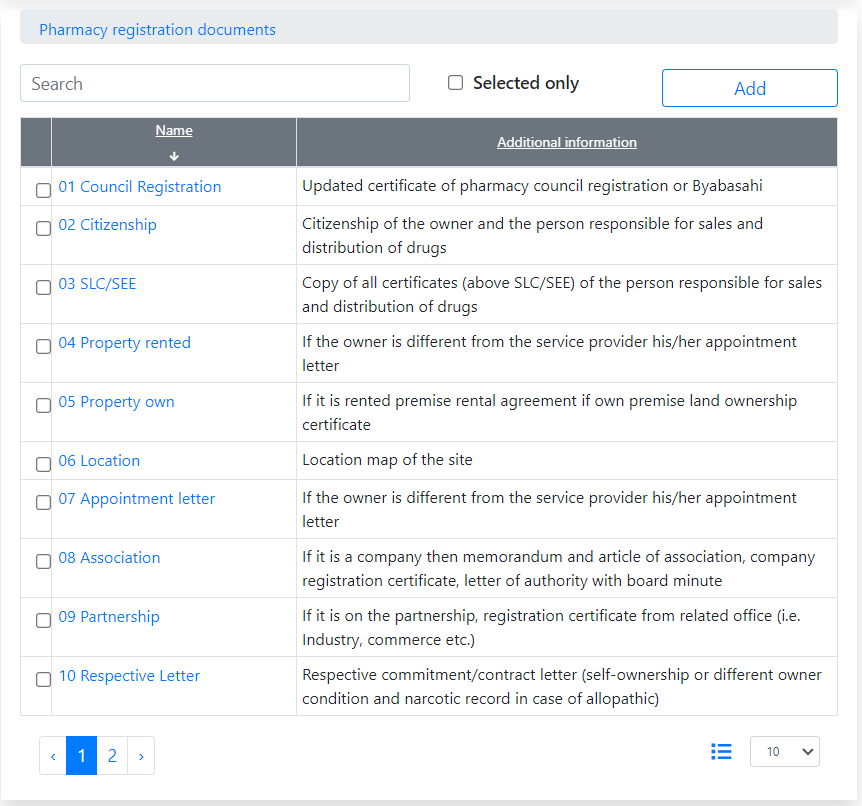 Pharmacy registration documents
Search
Selected only
Add
Name
Additional information
01 Council Registration
Updated certificate of pharmacy council registration or Byabasahi
02 Citizenship
Citizenship of the owner and the person responsible for sales and
distribution of drugs
03 SLC/SEE
Copy of all certificates (above SLC/SEE) of the person responsible for sales
and distribution of drugs
04 Property rented
If the owner is different from the service provider his/her appointment
letter
05 Property own
If it is rented premise rental agreement if own premise land ownership
certificate
06 Location
Location map of the site
07 Appointment letter
If the owner is different from the service provider his/her appointment
letter
08 Association
If it is a company then memorandum and article of association, company
registration certificate, letter of authority with board minute
09 Partnership
If it is on the partnership, registration certificate from related office (i.e.
Industry, commerce etc.)
10 Respective Letter
Respective commitment/contract letter (self-ownership or different owner
condition and narcotic record in case of allopathic)
‹ 1 2 ›
10